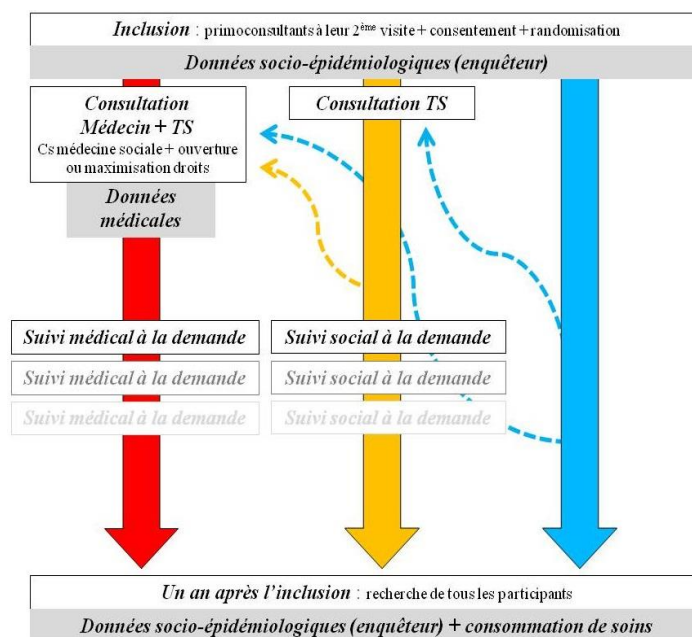 Inclusion : primoconsultants à leur 2ème visite + consentement + randomisation
Données socio-épidémiologiques (enquêteur)
Consultation
Médecin + TS
Cs médecine sociale + ouverture
ou maximisation droits
Données
médicales
Consultation TS
Suivi médical à la demande
Suivi médical à la demande
Suivi médical à la demande
Suivi social à la demande
Suivi social à la demande
Suivi social à la demande
Un an après l’inclusion : recherche de tous les participants
Données socio-épidémiologiques (enquêteur) + consommation de soins